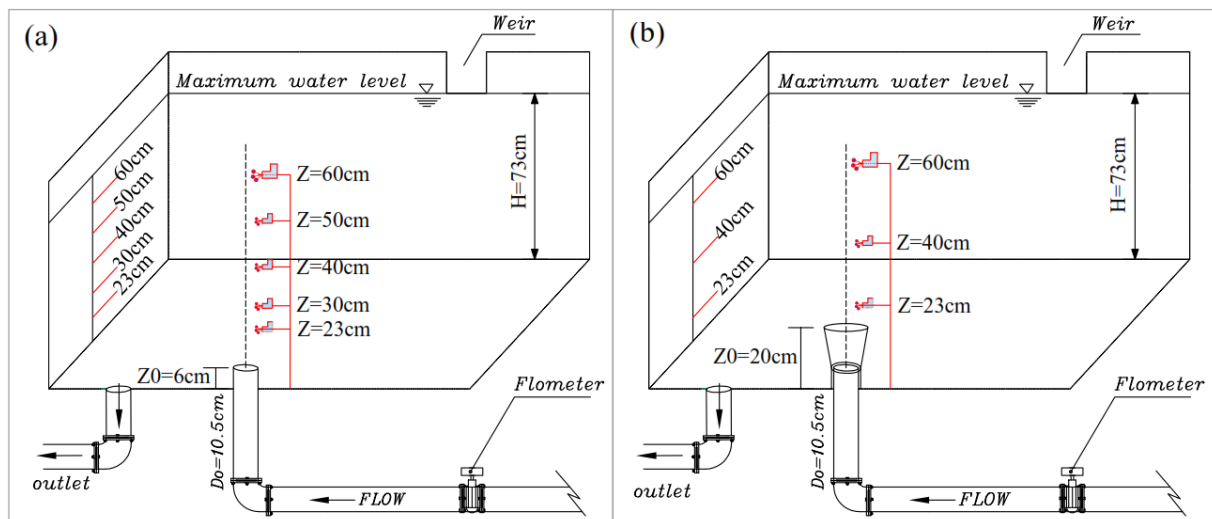 (a)
Weir
Maximum water level
60cm
50cm
40cm
30cm
23cm
Z=60cm
Z=50cm
Z=40cm
Z=30cm
Z=23cm
H=73cm
Z0=6cm
Do=10.5cm
Flometer
outlet
FLOW
(b)
Weir
Maximum water level
60cm
40cm
23cm
Z=60cm
Z=40cm
Z=23cm
H=73cm
Z0=20cm
Do=10.5cm
Flometer
outlet
FLOW